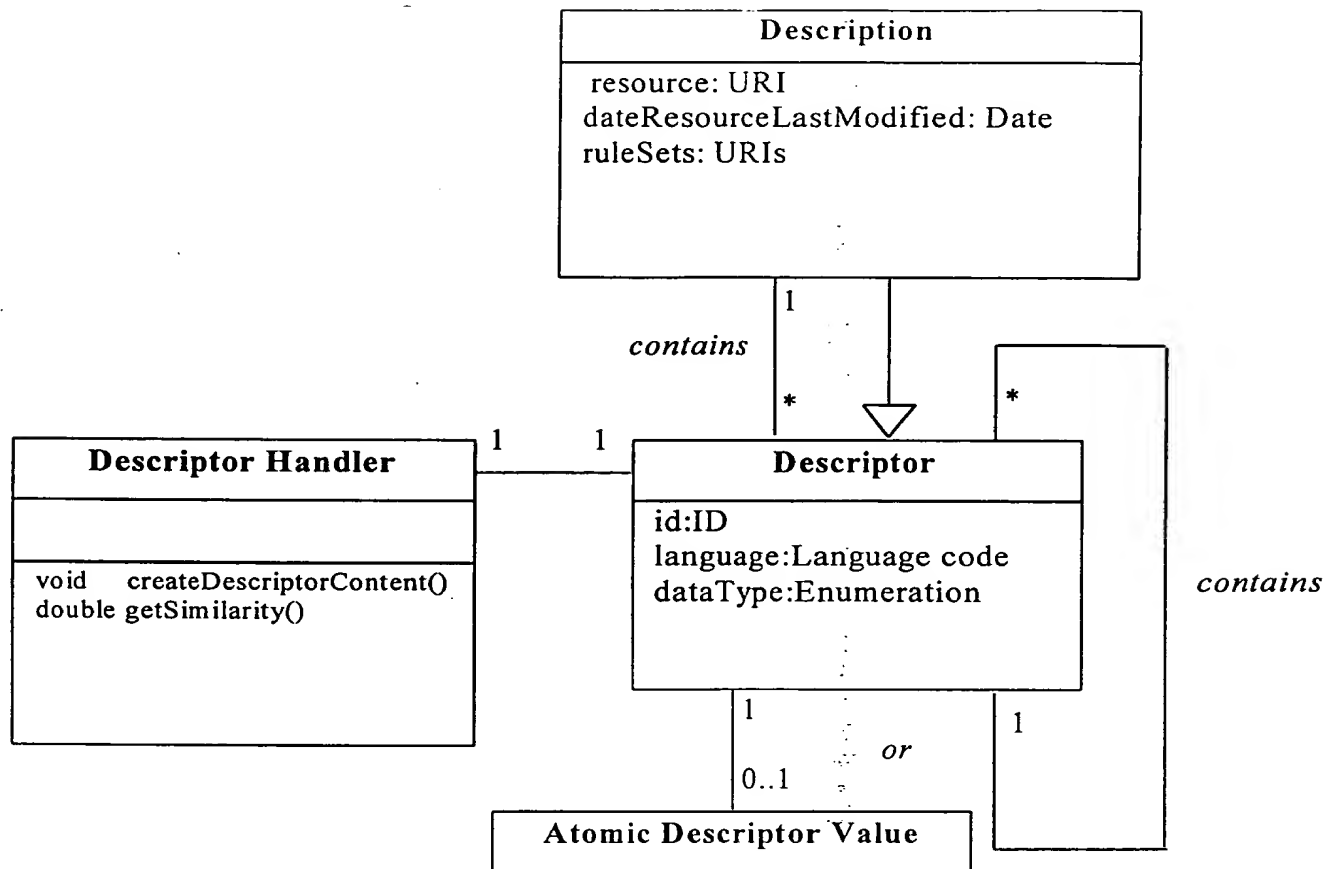 Description
resource: URI
dateResourceLastModified: Date
ruleSets: URIs
1
contains
*
*
1
1
Descriptor Handler
Descriptor
id:ID
language:Language code
dataType:Enumeration
void createDescriptorContent()
double getSimilarity()
contains
1
1
or
0..1
Atomic Descriptor Value